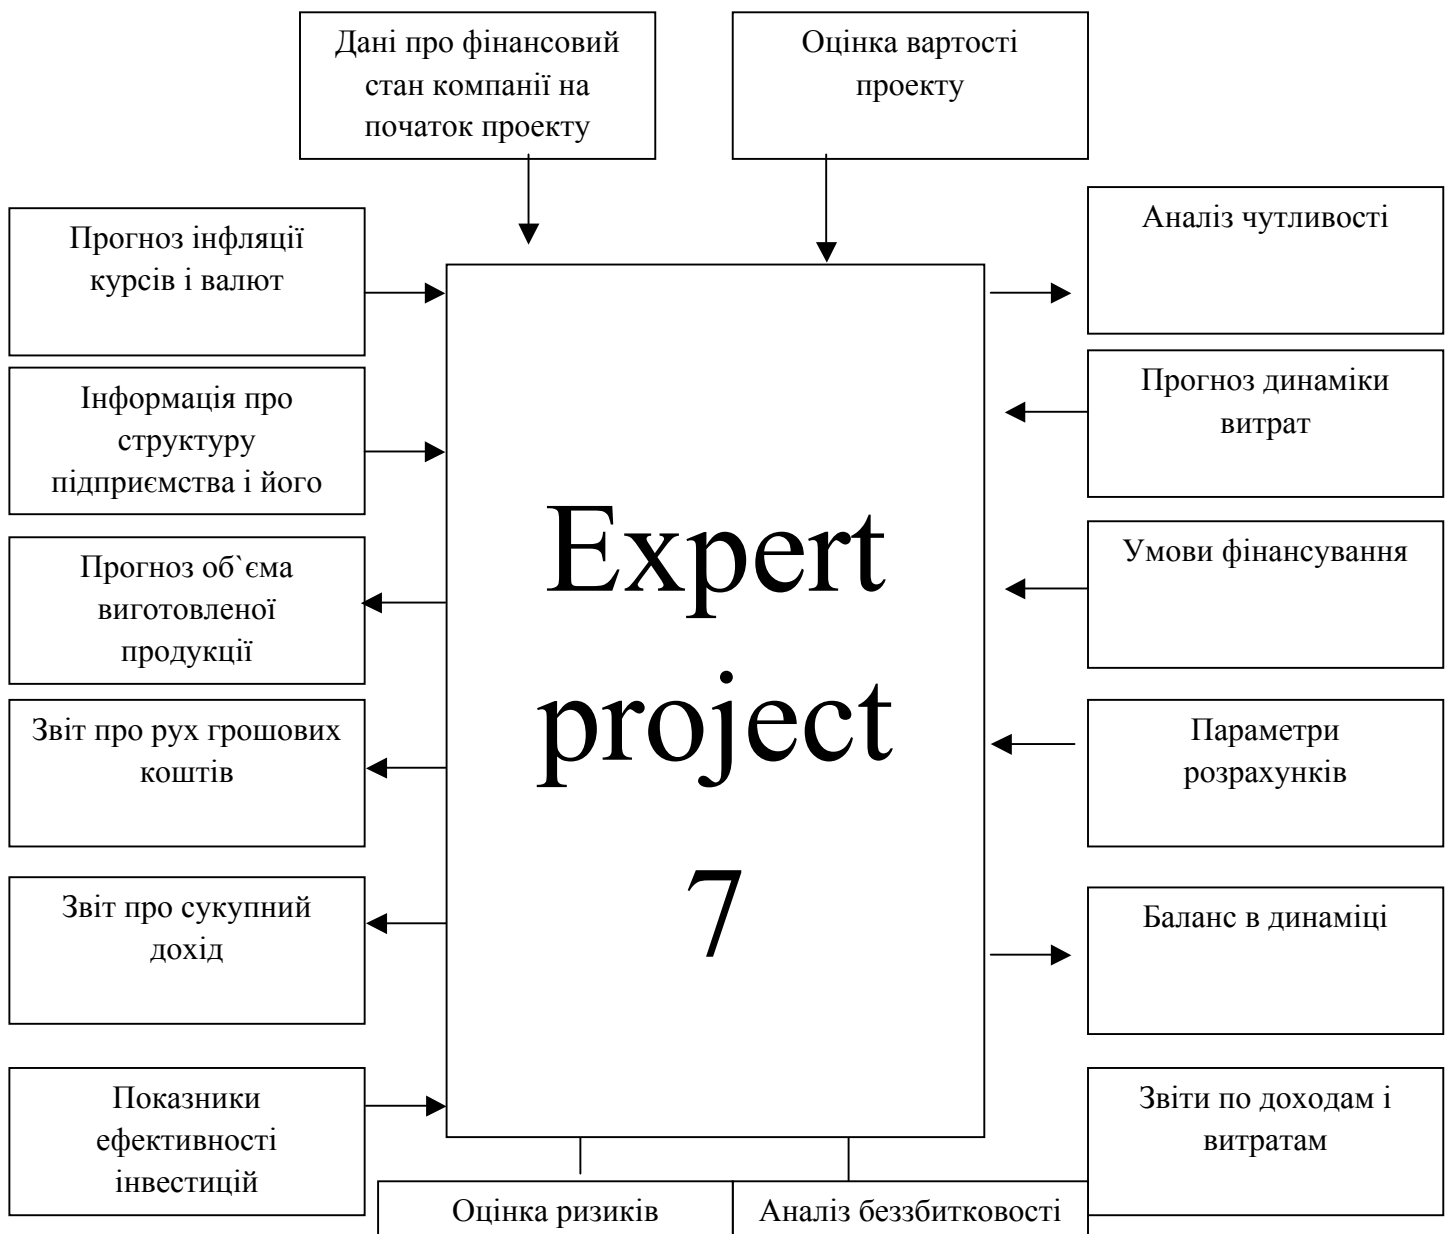 Дані про фінансовий
стан компанії на
початок проекту
Оцінка вартості
проекту
Прогноз інфляції
курсів і валют
Інформація про
структуру
підприємства і його
Прогноз об`єма
виготовленої
продукції
Звіт про рух грошових
коштів
Звіт про сукупний
дохід
Показники
ефективності
інвестицій
Expert
project
7
Аналіз чутливості
Прогноз динаміки
витрат
Умови фінансування
Параметри
розрахунків
Баланс в динаміці
Звіти по доходам і
витратам
Оцінка ризиків
Аналіз беззбитковості